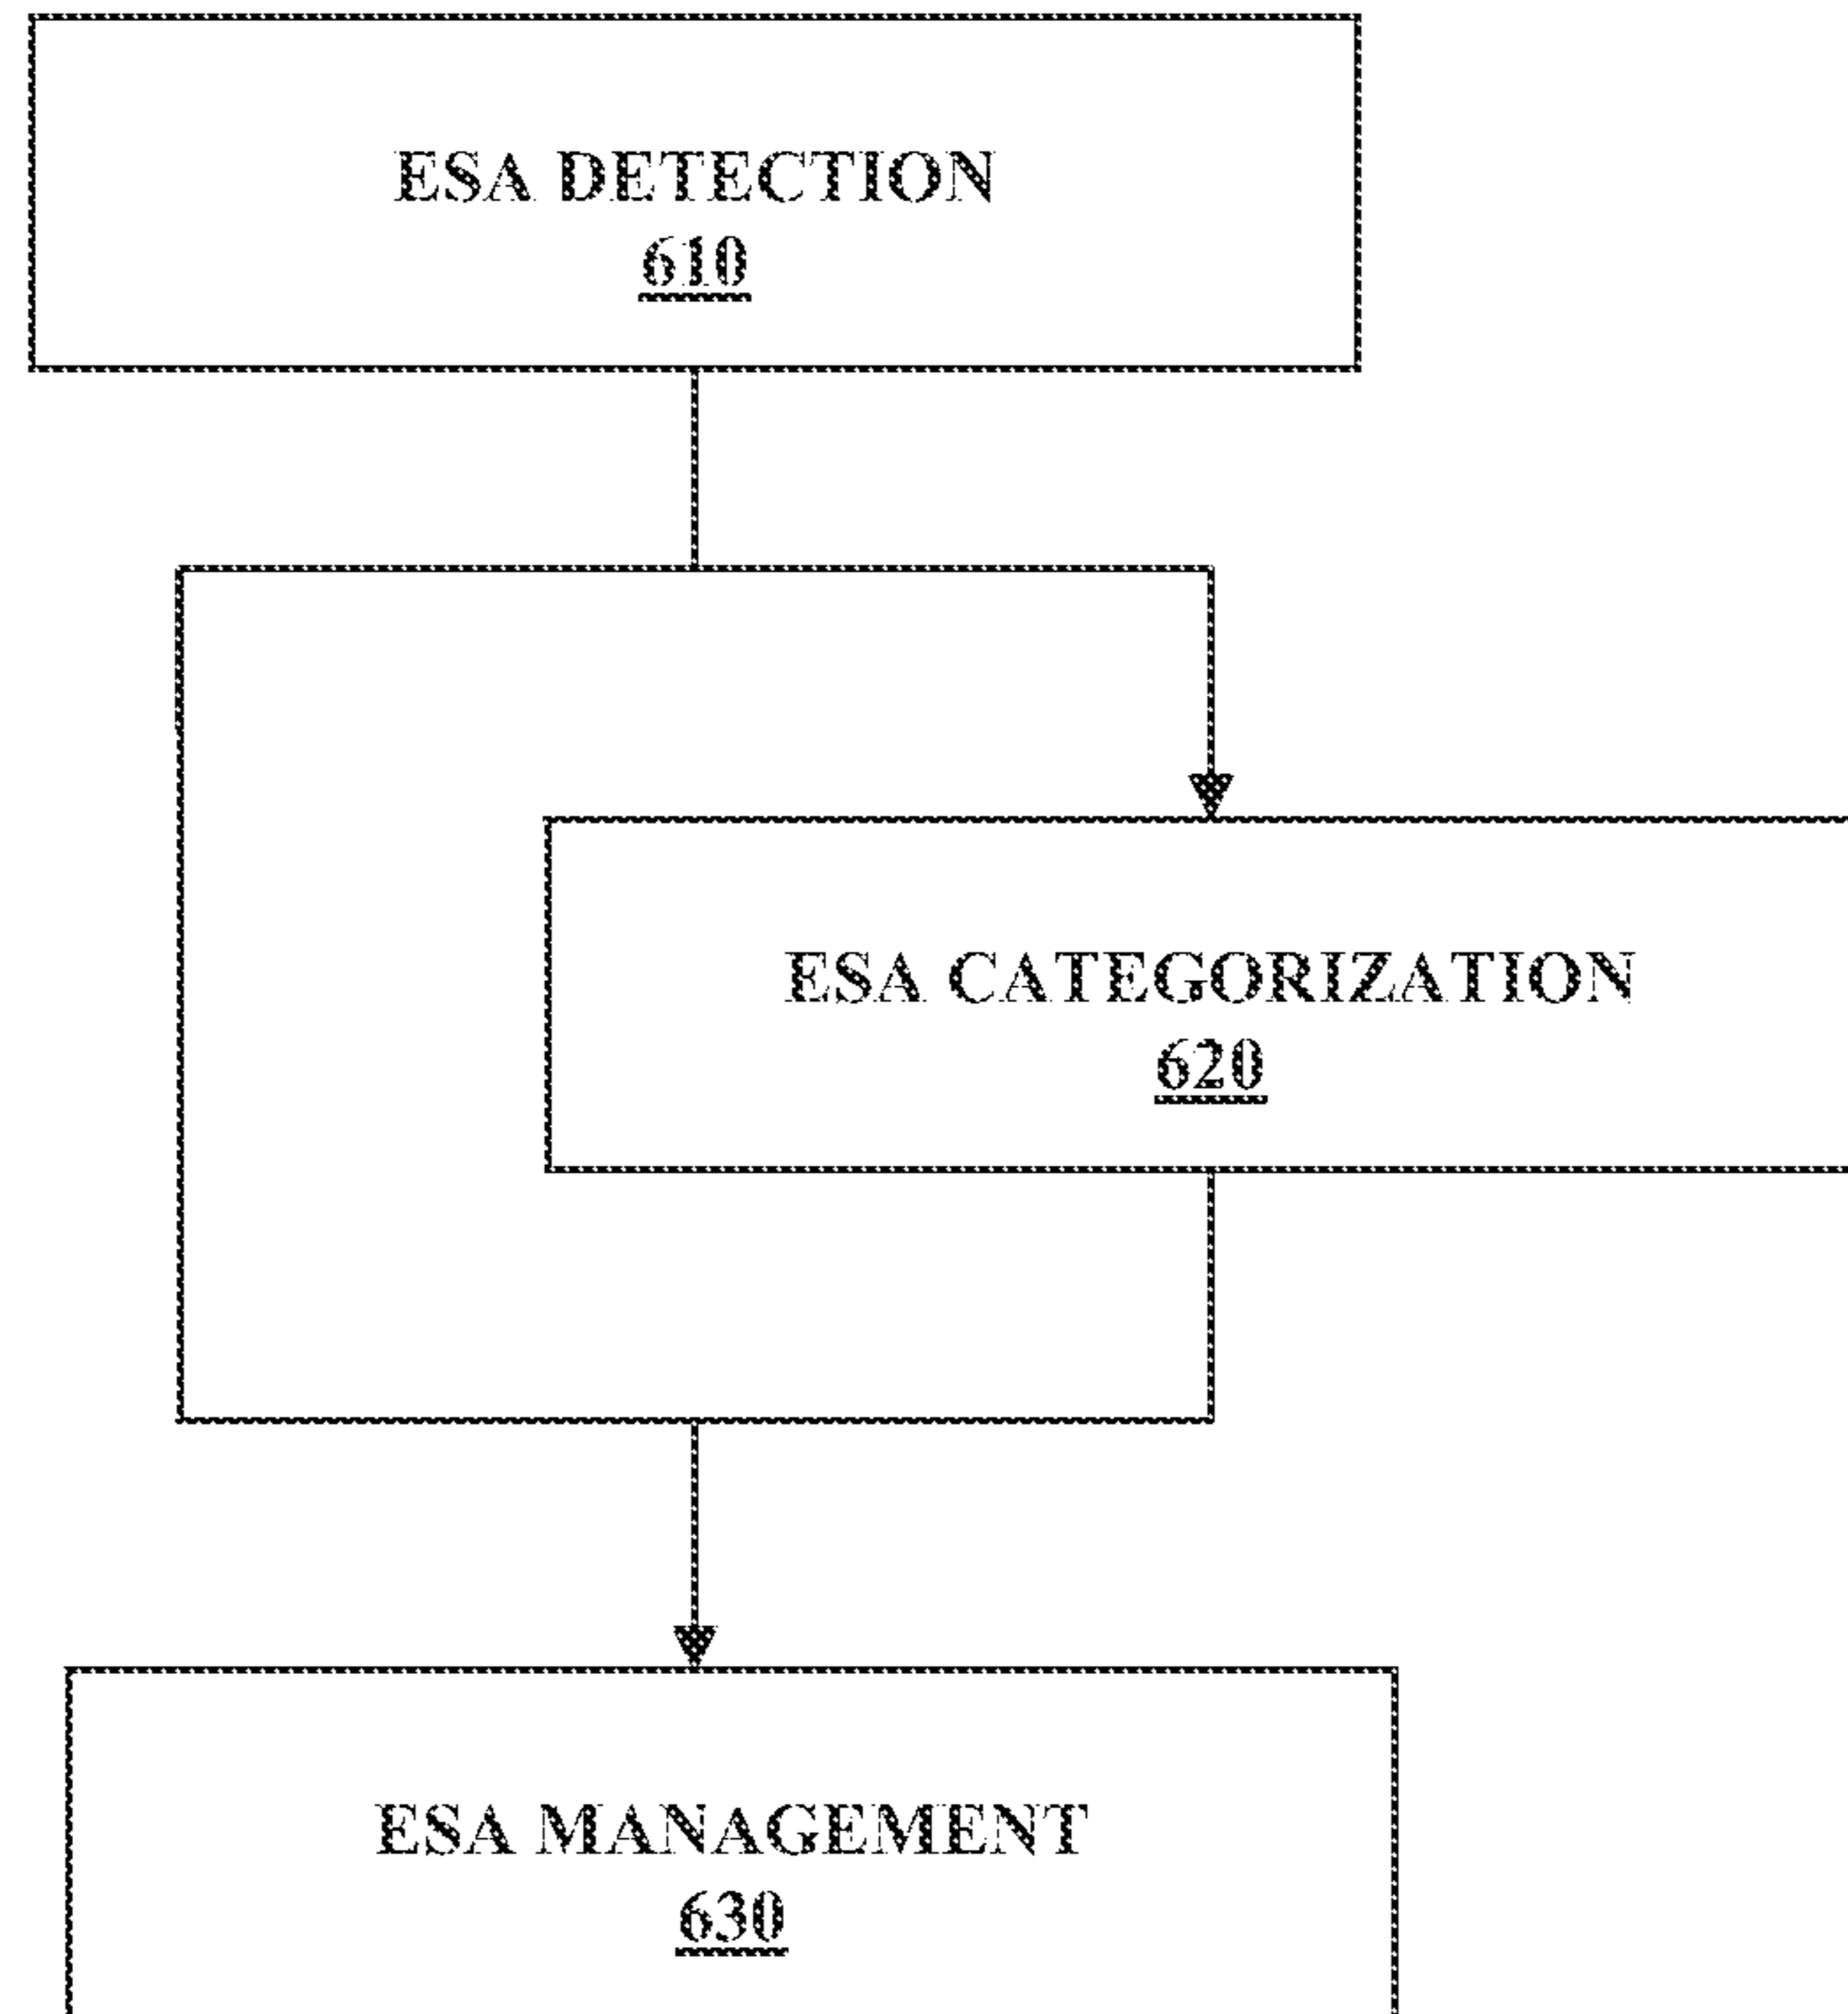 ESA DETECTION
610
ESA CATEGORIZATION
620
ESA MANAGEMENT
630